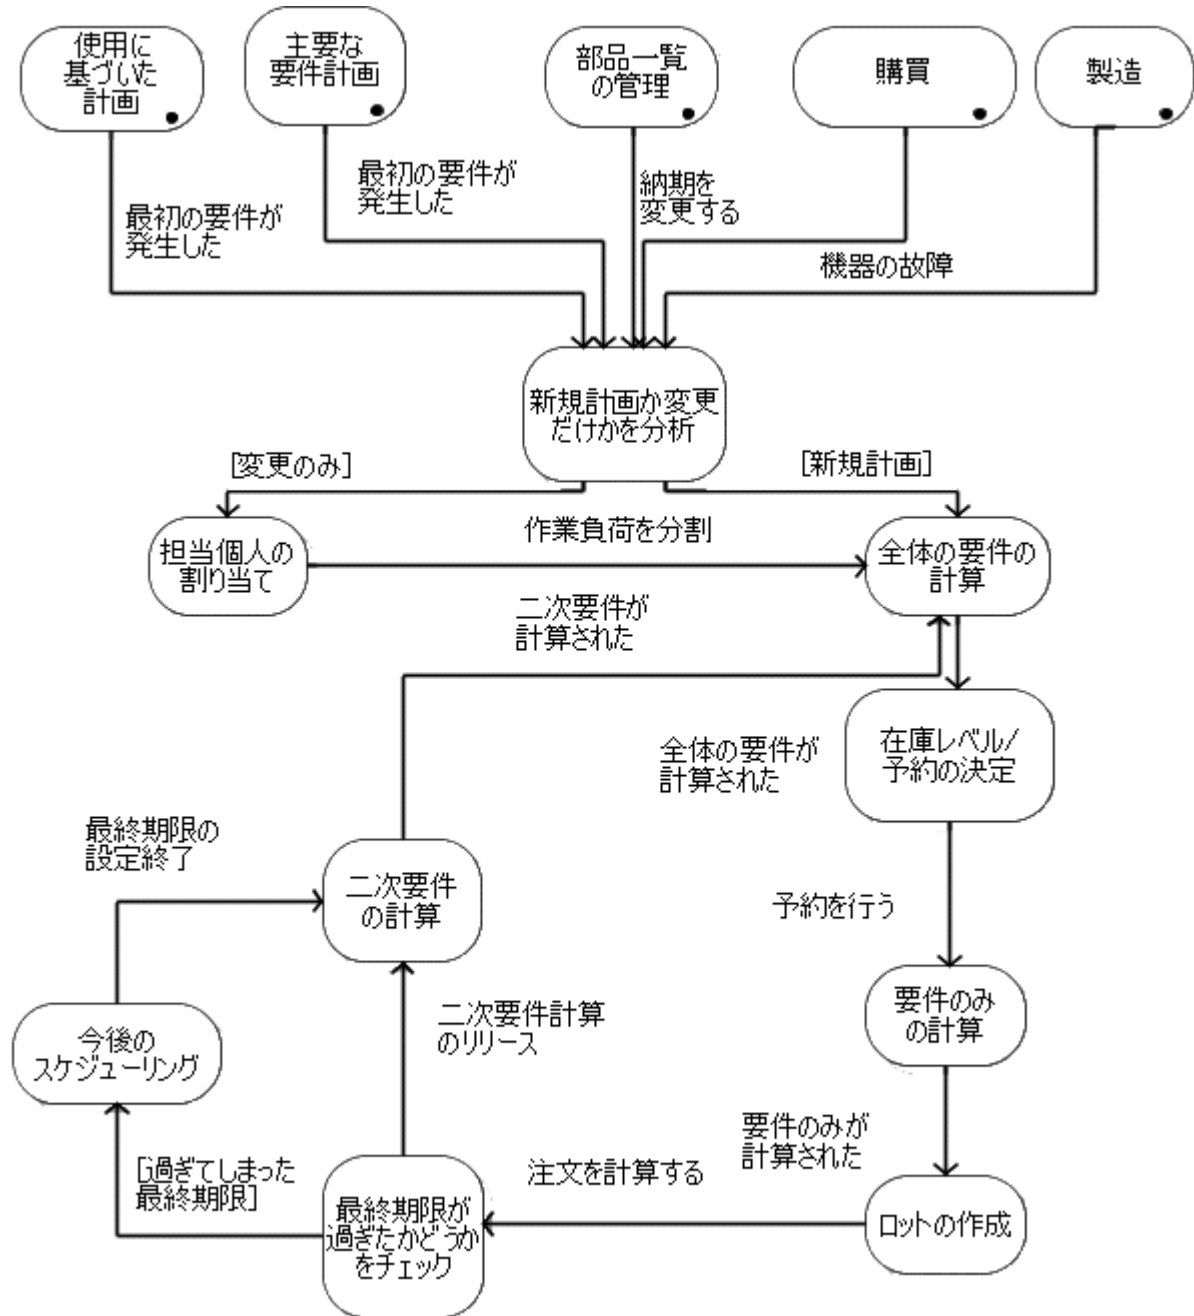 使用に
基づいた
計画
主要な
要件計画
部品一覧
の管理
購買
製造
最初の要件が
発生した
最初の要件が
発生した
納期を
変更する
機器の故障
新規計画か変更
だけかを分析
[変更のみ]
[新規計画]
担当個人の
割り当て
作業負荷を分割
全体の要件の
計算
二次要件が
計算された
全体の要件が
計算された
在庫レベル/
予約の決定
最終期限の
設定終了
二次要件
の計算
予約を行う
今後の
スケジューリング
二次要件計算
のリリース
要件のみ
の計算
[過ぎてしまった
最終期限]
注文を計算する
要件のみが
計算された
最終期限が
過ぎたかどうか
をチェック
ロットの作成